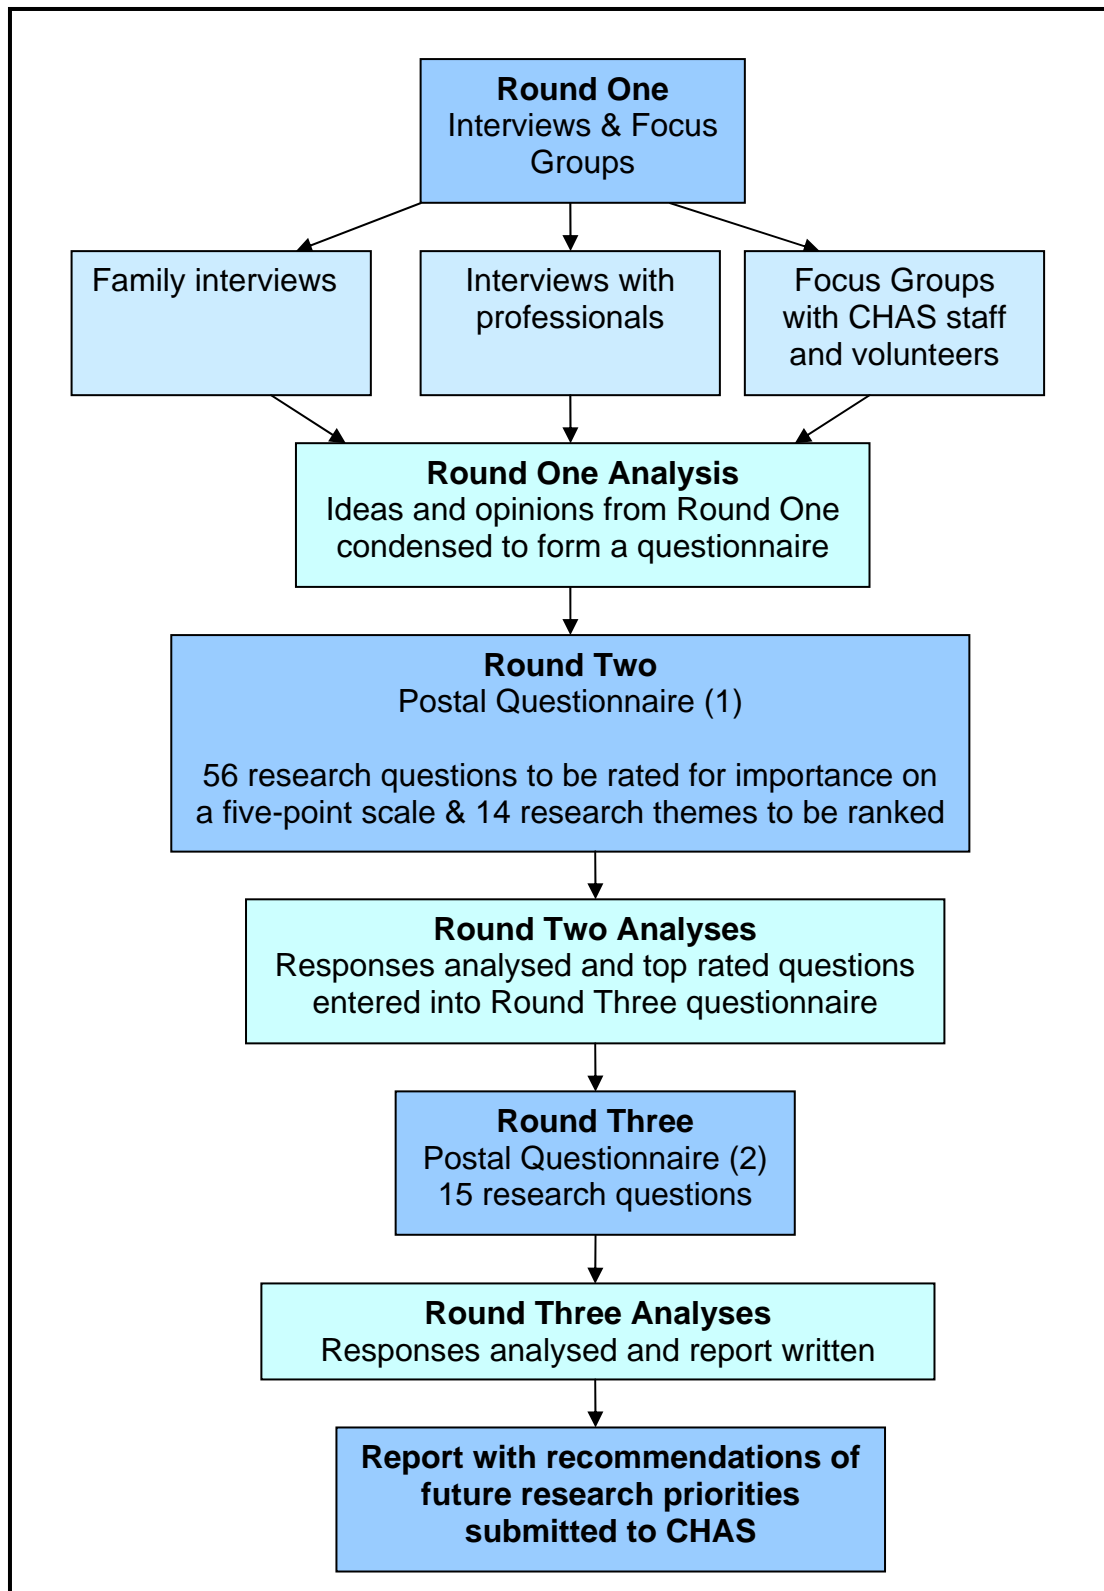 Round One
Interviews & Focus
Groups
Family interviews
Interviews with
professionals
Focus Groups
with CHAS staff
and volunteers
Round One Analysis
Ideas and opinions from Round One
condensed to form a questionnaire
Round Two
Postal Questionnaire (1)
56 research questions to be rated for importance on
a five-point scale & 14 research themes to be ranked
Round Two Analyses
Responses analysed and top rated questions
entered into Round Three questionnaire
Round Three
Postal Questionnaire (2)
15 research questions
Round Three Analyses
Responses analysed and report written
Report with recommendations of
future research priorities
submitted to CHAS